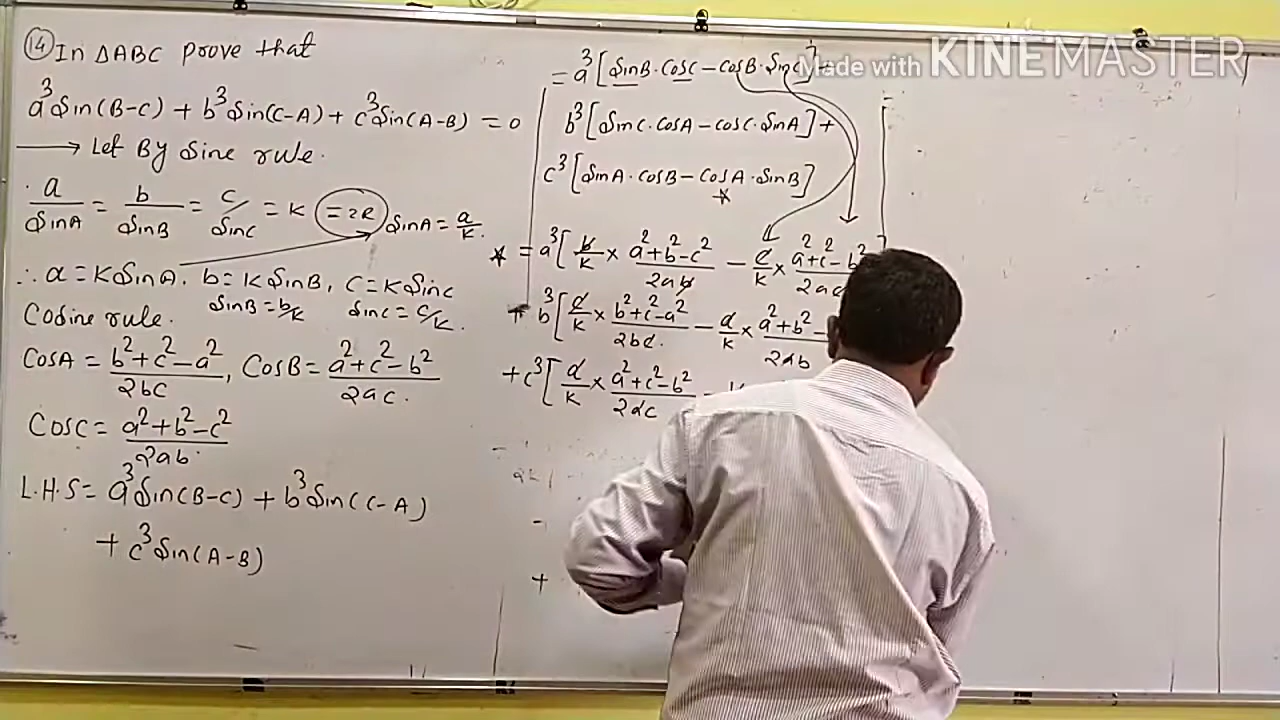 (14) In ΔABC prove that
a³ Sin(B-C) + b³ Sin(C-A) + c³ Sin(A-B) = 0
⟶ Let By Sine rule.
a/SinA = b/SinB = c/SinC = K (=2R) SinA = a/K.
∴ a = K SinA. b = K SinB, C = K SinC
SinB = b/K SinC = c/K.
Cosine rule.
CosA = b²+c²-a²/2bc, CosB = a²+c²-b²/2ac.
CosC = a²+b²-c²/2ab.
L.H.S = a³ Sin(B-C) + b³ Sin(C-A)
+ c³ Sin(A-B)
= a³ [SinB·CosC - CosB·SinC] +
b³ [SinC·CosA - CosC·SinA] +
c³ [SinA·CosB - CosA·SinB]
= a³ [b/K × a²+b²-c²/2ab - c/K × a²+c²-b²/2ac
+ b³ [c/K × b²+c²-a²/2bc - a/K × a²+b²-/2ab
+ c³ [a/K × a²+c²-b²/2ac -
+
Made with KINEMASTER